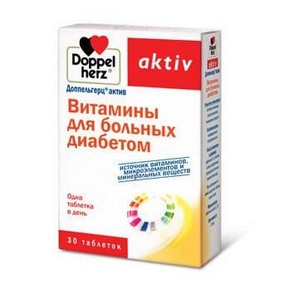 Doppel
herz®
aktiv
Доппельгерц® актив
Витамины
для больных
диабетом
источник витаминов,
микроэлементов и
минеральных веществ
Одна
таблетка
в день
30 таблеток